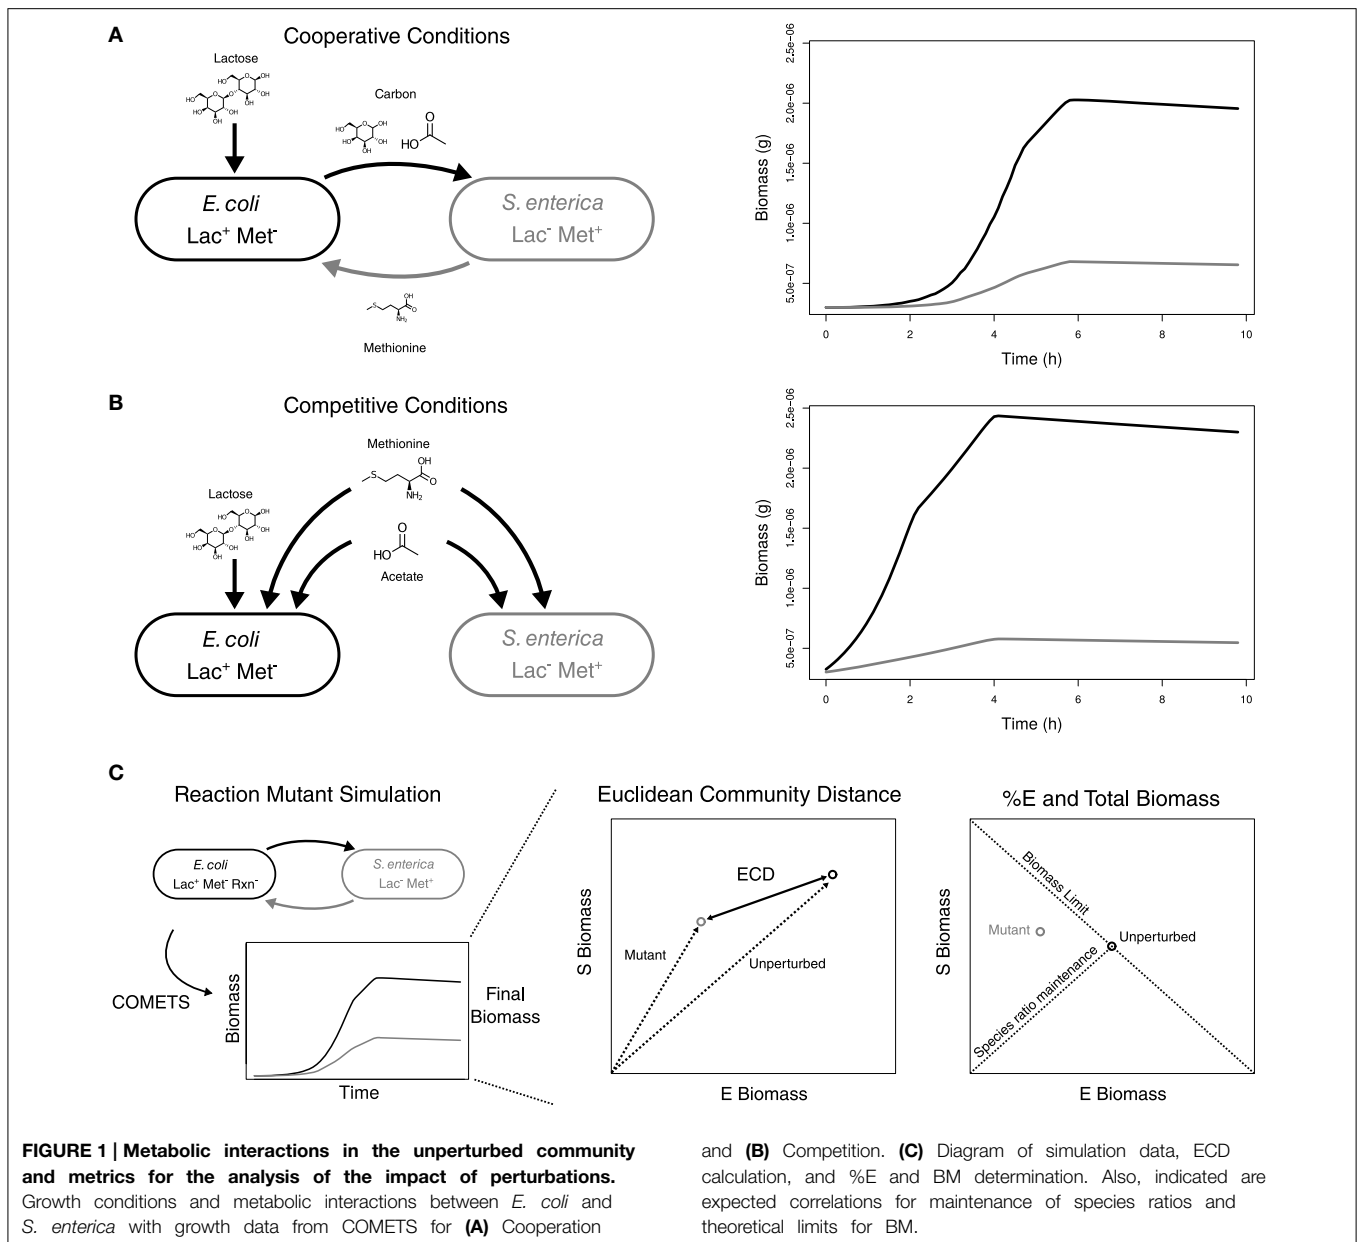 A
Cooperative Conditions
Lactose
Carbon
E. coli
Lac+ Met-
S. enterica
Lac- Met+
Methionine
Biomass (g)
5.0e-07 1.0e-06 1.5e-06 2.0e-06 2.5e-06
0 2 4 6 8 10
Time (h)
B
Competitive Conditions
Methionine
Lactose
Acetate
E. coli
Lac+ Met-
S. enterica
Lac- Met+
Biomass (g)
5.0e-07 1.0e-06 1.5e-06 2.0e-06 2.5e-06
0 2 4 6 8 10
Time (h)
C
Reaction Mutant Simulation
E. coli
Lac+ Met- Rxn-
S. enterica
Lac- Met+
COMETS
Biomass
Time
Final
Biomass
Euclidean Community Distance
ECD
Mutant
Unperturbed
S Biomass
E Biomass
%E and Total Biomass
Biomass Limit
Mutant
Unperturbed
Species ratio maintenance
S Biomass
E Biomass
FIGURE 1 | Metabolic interactions in the unperturbed community
and metrics for the analysis of the impact of perturbations.
Growth conditions and metabolic interactions between E. coli and
S. enterica with growth data from COMETS for (A) Cooperation
and (B) Competition. (C) Diagram of simulation data, ECD
calculation, and %E and BM determination. Also, indicated are
expected correlations for maintenance of species ratios and
theoretical limits for BM.